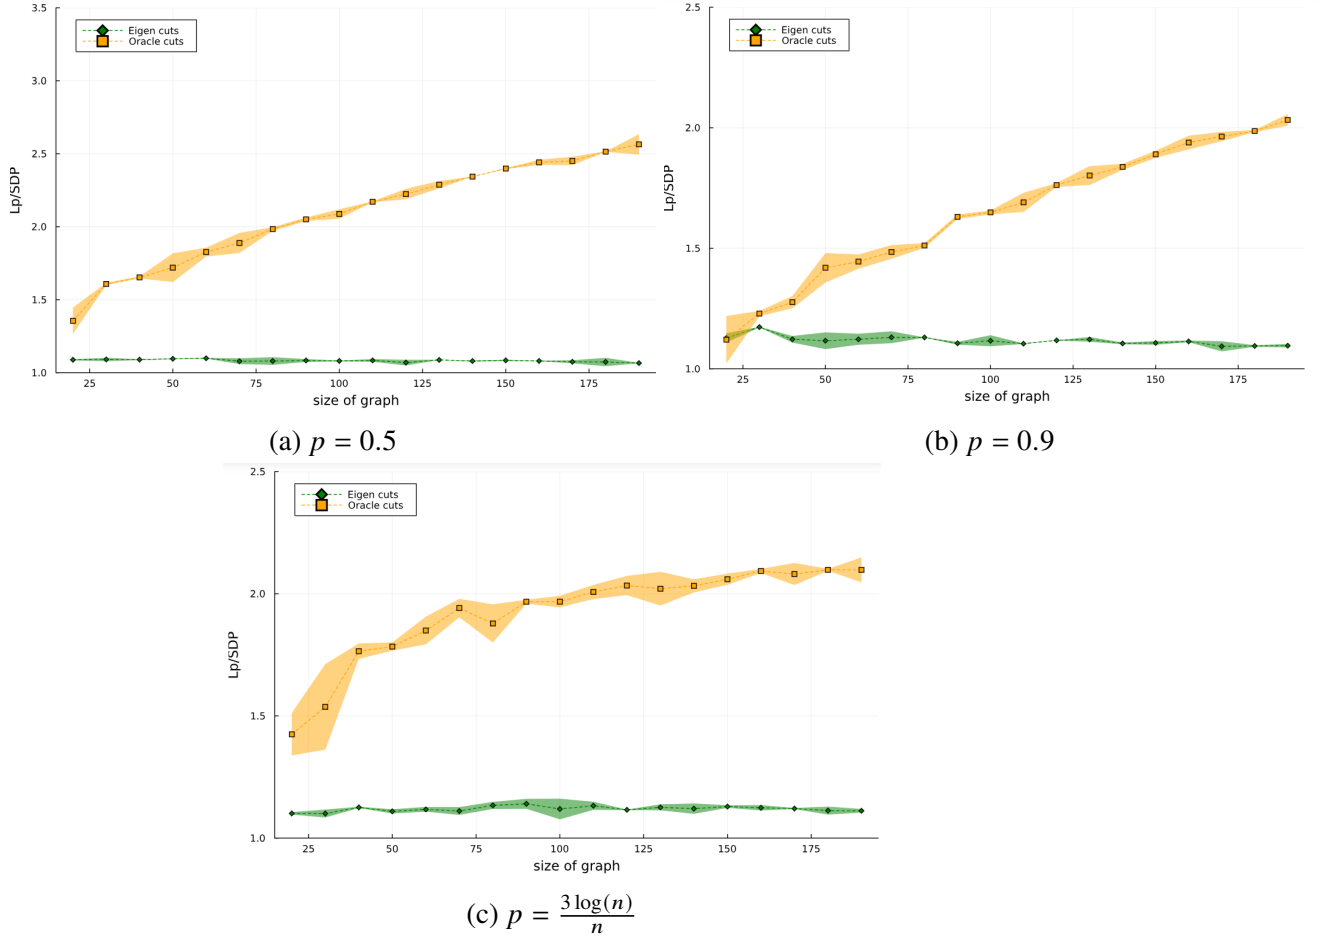 3.5
3.0
2.5
2.0
1.5
1.0
Lp/SDP
Eigen cuts
Oracle cuts
25 50 75 100 125 150 175
size of graph
(a) p = 0.5
2.5
2.0
1.5
1.0
Lp/SDP
Eigen cuts
Oracle cuts
25 50 75 100 125 150 175
size of graph
(b) p = 0.9
2.5
2.0
1.5
1.0
Lp/SDP
Eigen cuts
Oracle cuts
25 50 75 100 125 150 175
size of graph
(c) p = 3 log(n) / n